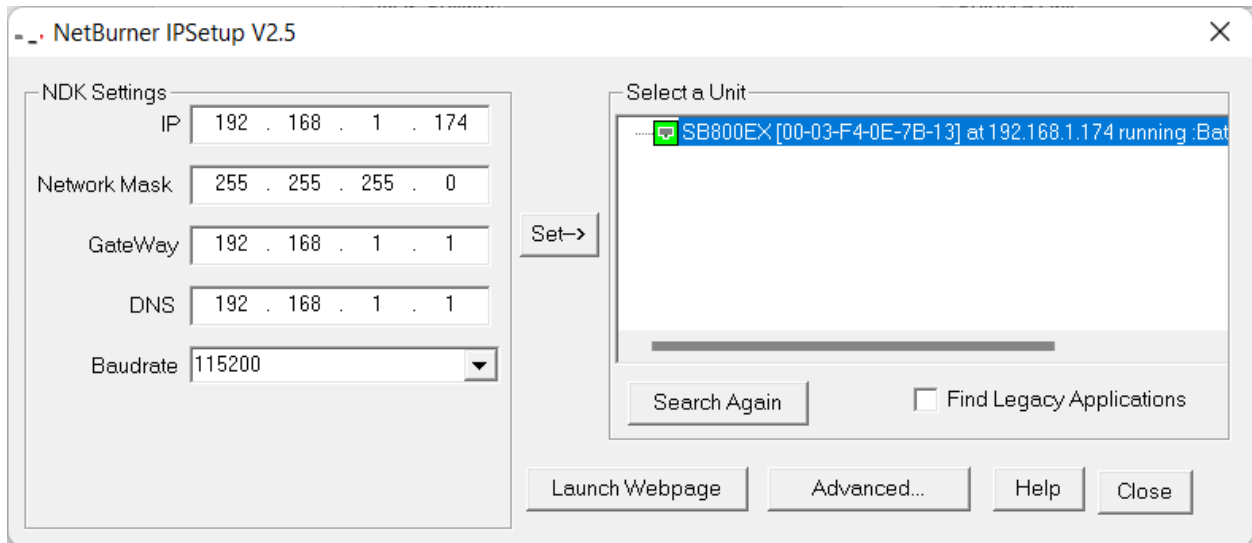 NetBurner IPSetup V2.5
NDK Settings
IP 192 . 168 . 1 . 174
Network Mask 255 . 255 . 255 . 0
GateWay 192 . 168 . 1 . 1
DNS 192 . 168 . 1 . 1
Baudrate 115200
Set-->
Select a Unit
SB800EX [00-03-F4-0E-7B-13] at 192.168.1.174 running :Bat
Search Again
Find Legacy Applications
Launch Webpage
Advanced...
Help
Close